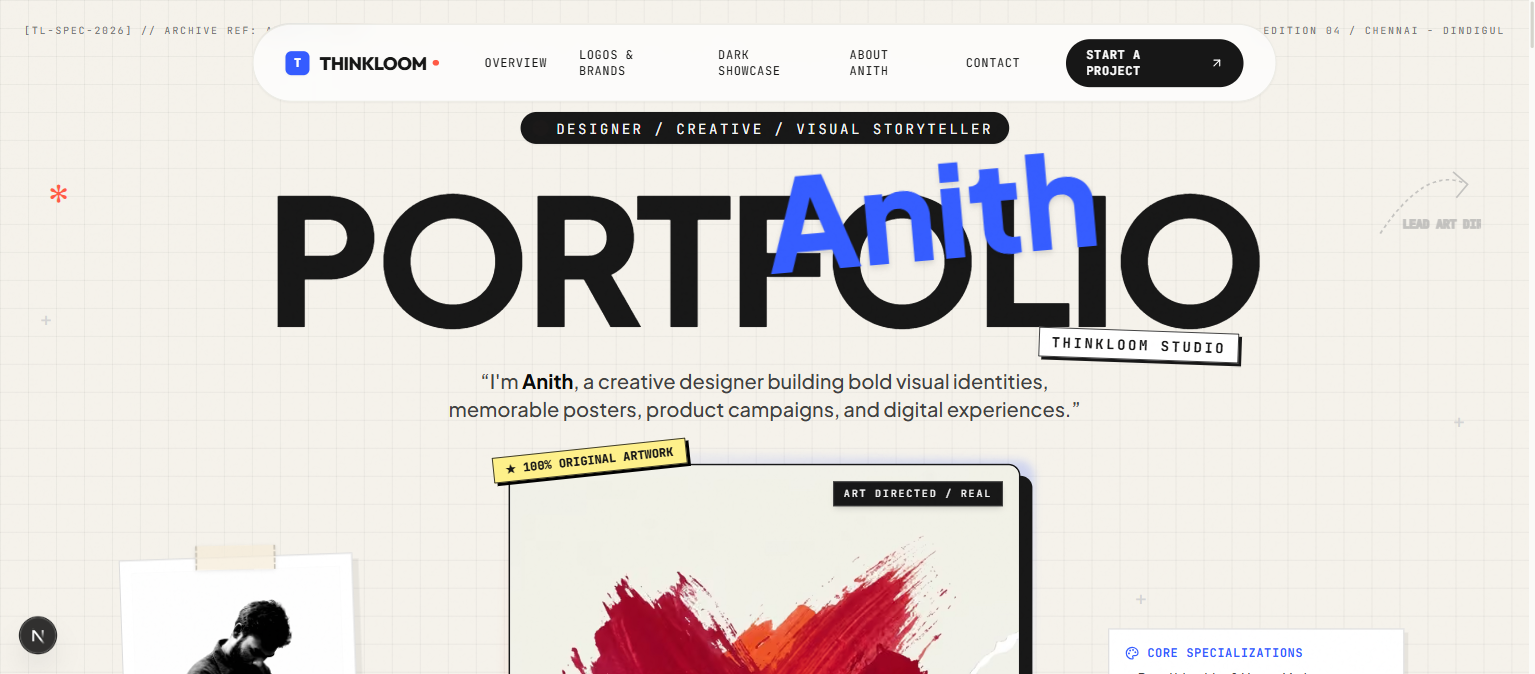 [TL-SPEC-2026] // ARCHIVE REF:
EDITION 04 / CHENNAI - DINDIGUL
T THINKLOOM
OVERVIEW
LOGOS &
BRANDS
DARK
SHOWCASE
ABOUT
ANITH
CONTACT
START A
PROJECT
DESIGNER / CREATIVE / VISUAL STORYTELLER
PORTFOLIO
Anith
LEAD ART DIR
THINKLOOM STUDIO
“I'm Anith, a creative designer building bold visual identities,
memorable posters, product campaigns, and digital experiences.”
★ 100% ORIGINAL ARTWORK
ART DIRECTED / REAL
N
CORE SPECIALIZATIONS